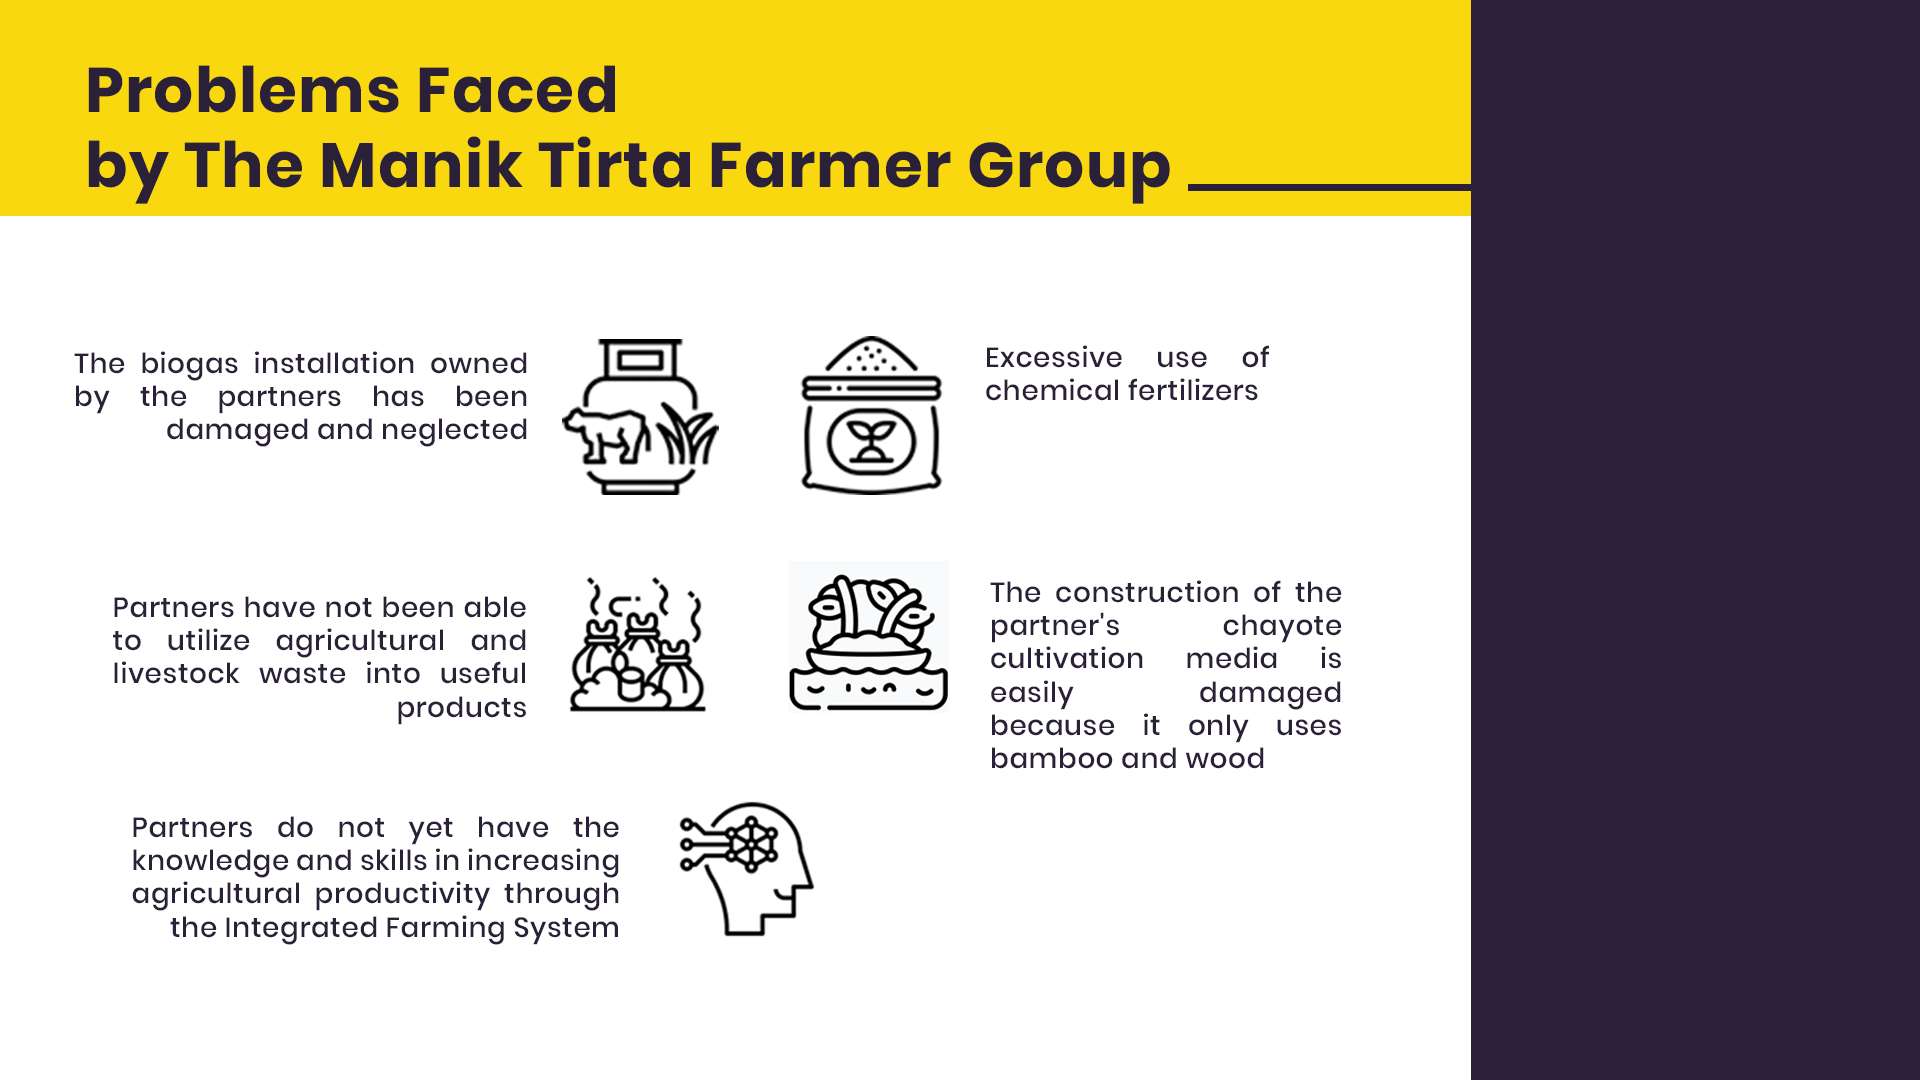 Problems Faced
by The Manik Tirta Farmer Group
The biogas installation owned
by the partners has been
damaged and neglected
Excessive use of
chemical fertilizers
Partners have not been able
to utilize agricultural and
livestock waste into useful
products
The construction of the
partner's chayote
cultivation media is
easily damaged
because it only uses
bamboo and wood
Partners do not yet have the
knowledge and skills in increasing
agricultural productivity through
the Integrated Farming System